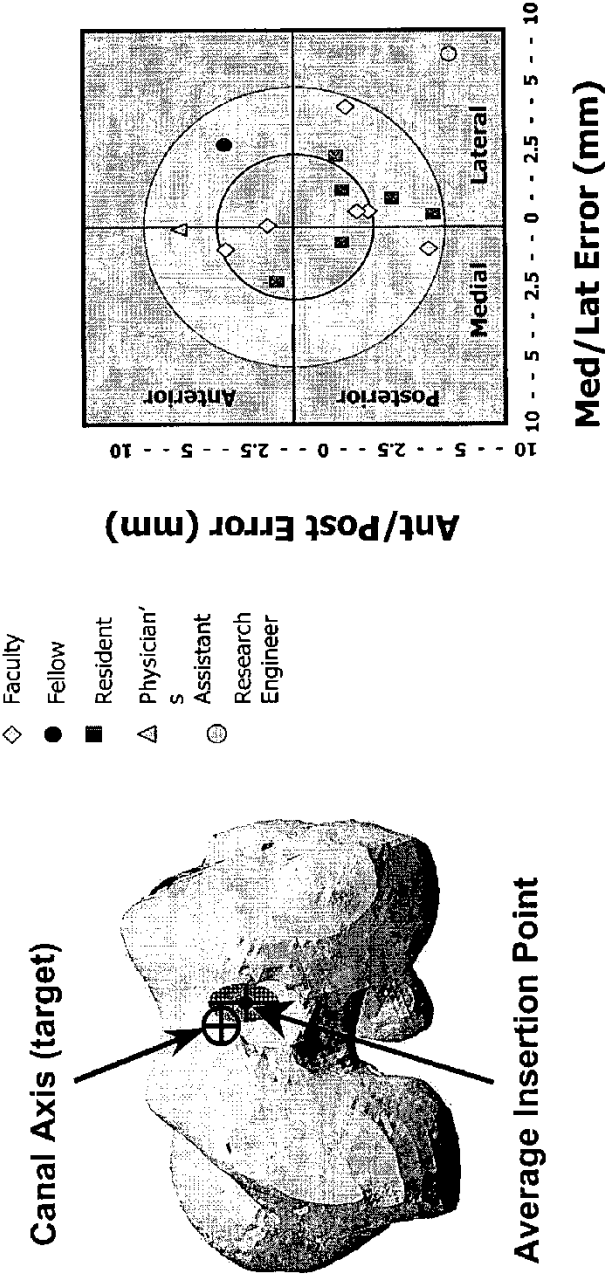 Canal Axis (target)
Average Insertion Point
Faculty
Fellow
Resident
Physician'
s
Assistant
Research
Engineer
Ant/Post Error (mm)
10 - - 5 - - 2.5 - - 0 - - 2.5 - - 5 - - 10
Anterior
Posterior
Medial
Lateral
10 - - 5 - - 2.5 - - 0 - - 2.5 - - 5 - - 10
Med/Lat Error (mm)